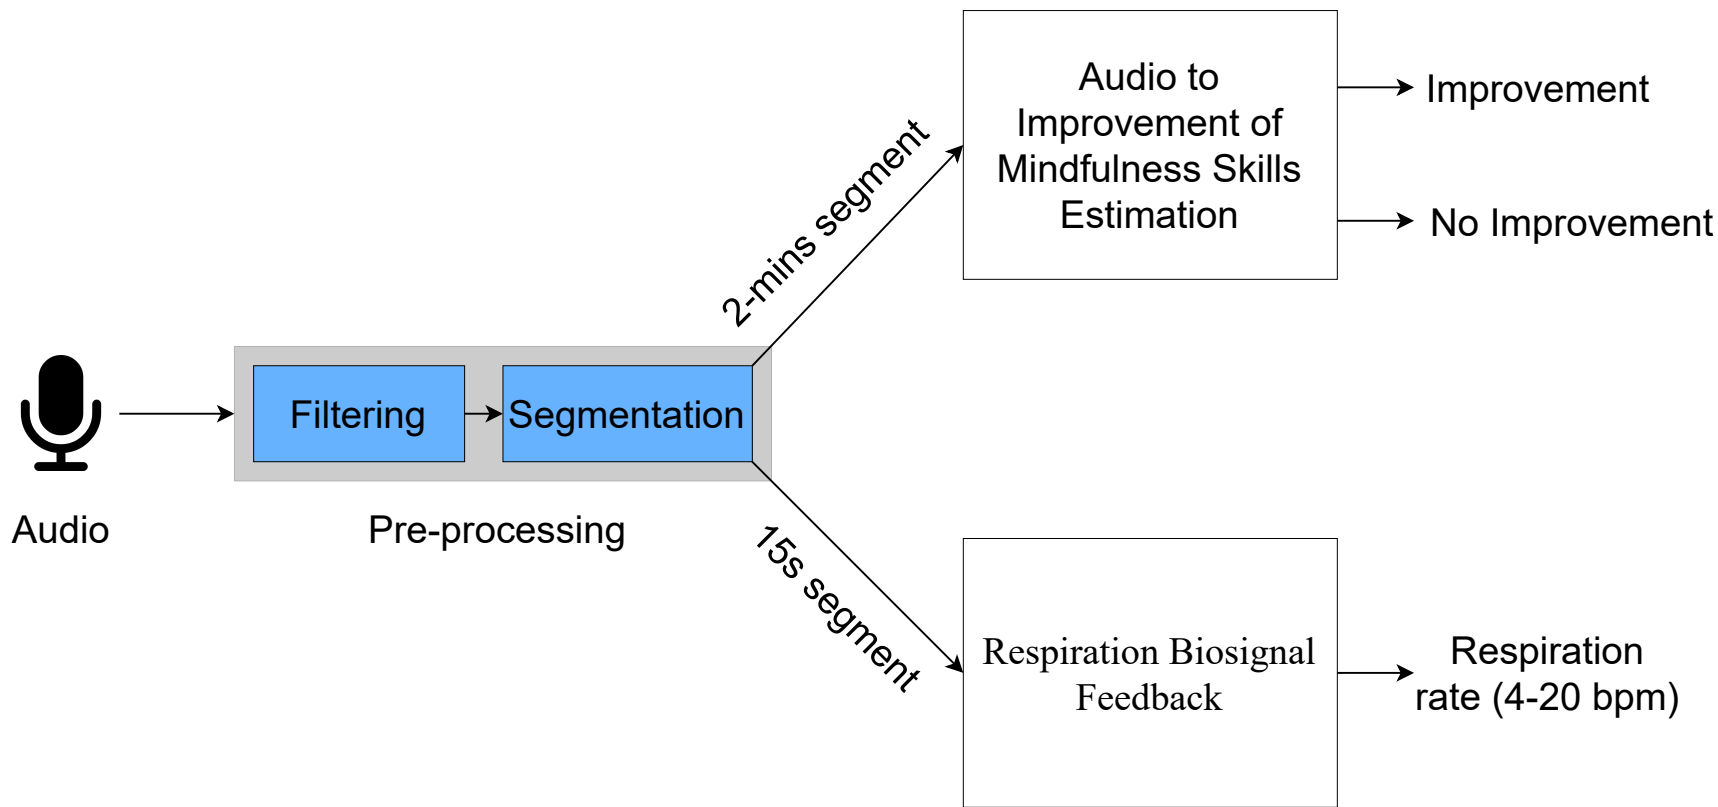 Audio
Filtering
Segmentation
Pre-processing
2-mins segment
15s segment
Audio to
Improvement of
Mindfulness Skills
Estimation
Improvement
No Improvement
Respiration Biosignal
Feedback
Respiration
rate (4-20 bpm)